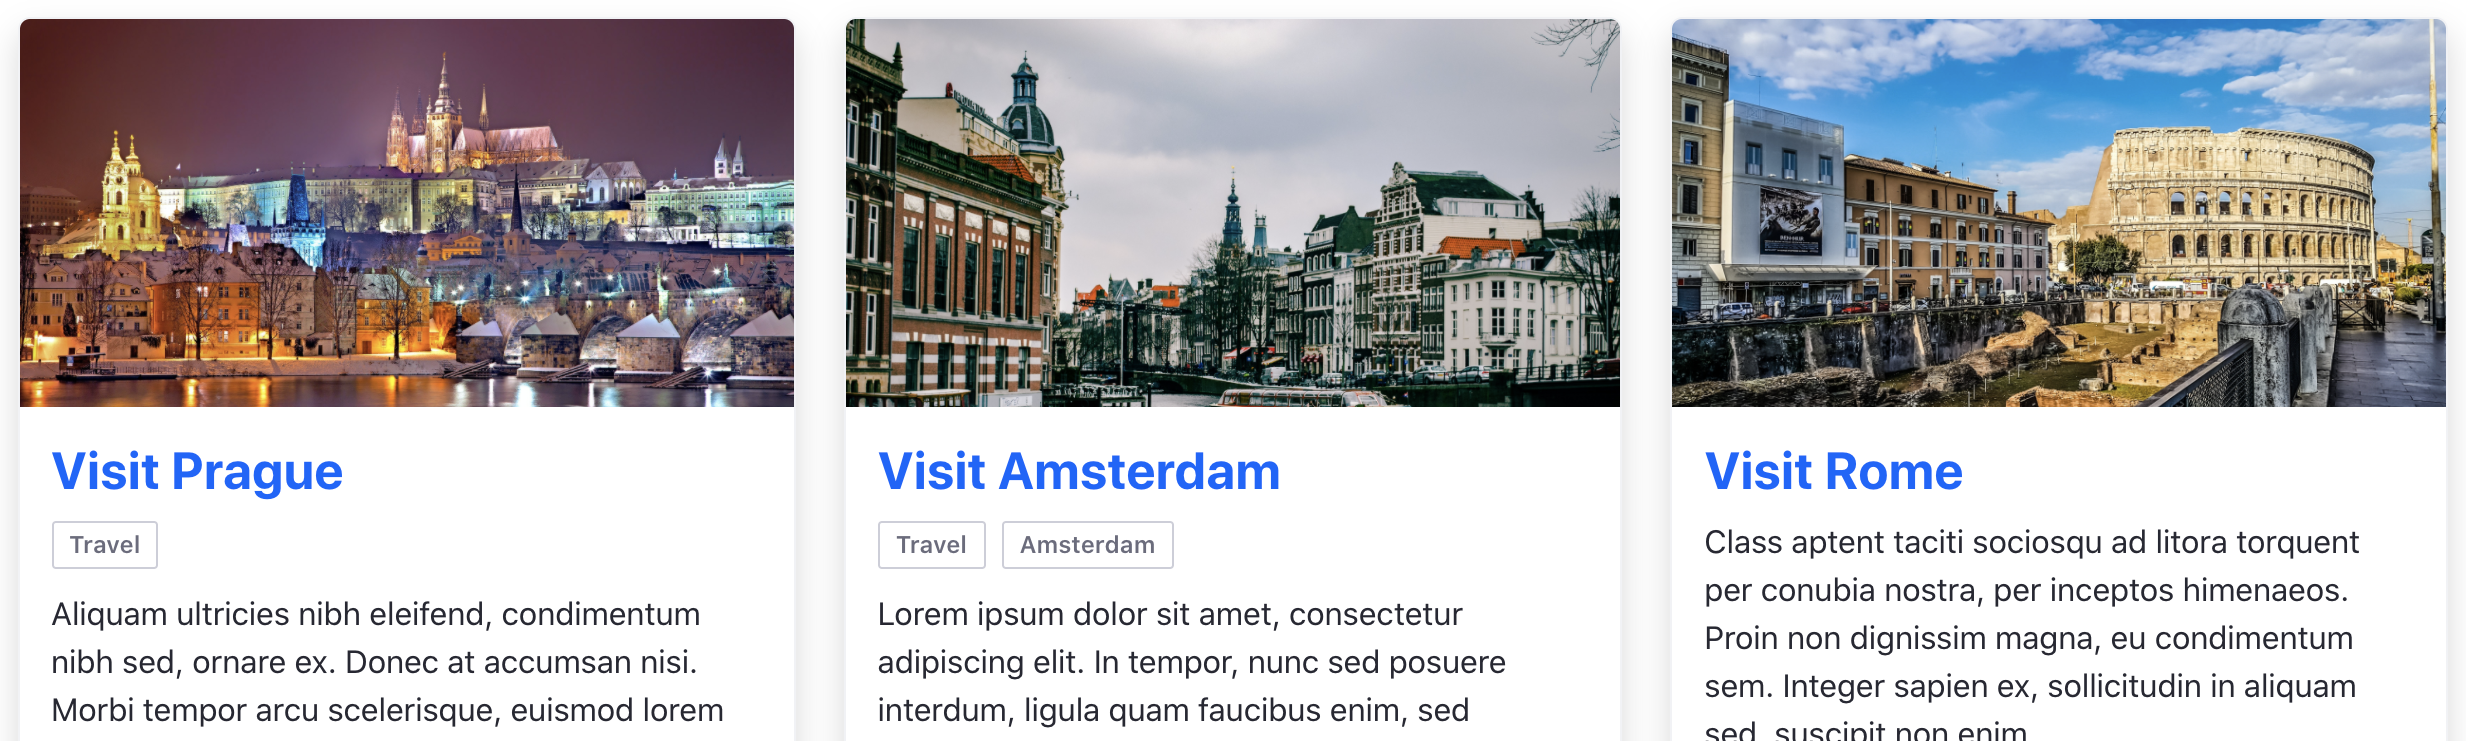 Visit Prague
Travel
Aliquam ultricies nibh eleifend, condimentum
nibh sed, ornare ex. Donec at accumsan nisi.
Morbi tempor arcu scelerisque, euismod lorem
Visit Amsterdam
Travel
Amsterdam
Lorem ipsum dolor sit amet, consectetur
adipiscing elit. In tempor, nunc sed posuere
interdum, ligula quam faucibus enim, sed
Visit Rome
Class aptent taciti sociosqu ad litora torquent
per conubia nostra, per inceptos himenaeos.
Proin non dignissim magna, eu condimentum
sem. Integer sapien ex, sollicitudin in aliquam
sed, suscipit non enim.